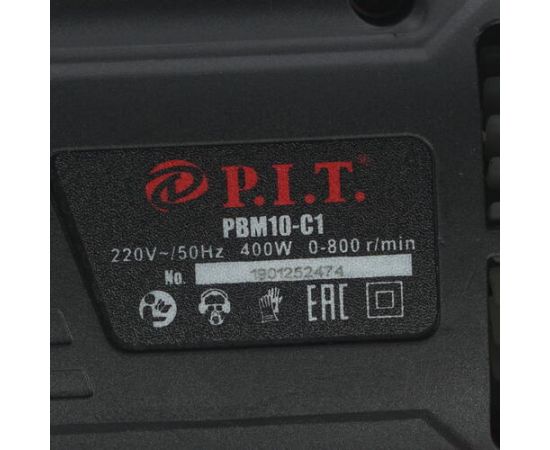 P.I.T.®
PBM10-C1
220V~/50Hz 400W 0-800 r/min
No. 1901252474
EAC